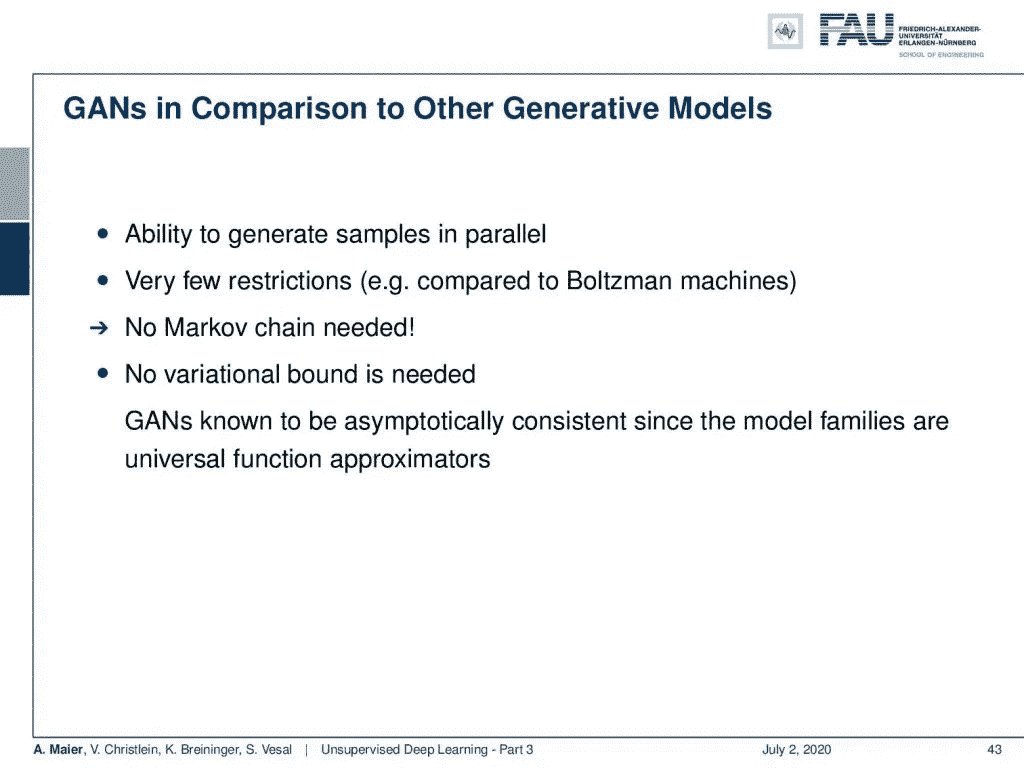 FAU
FRIEDRICH-ALEXANDER-
UNIVERSITÄT
ERLANGEN-NÜRNBERG
SCHOOL OF ENGINEERING
GANs in Comparison to Other Generative Models
• Ability to generate samples in parallel
• Very few restrictions (e.g. compared to Boltzman machines)
➔ No Markov chain needed!
• No variational bound is needed
GANs known to be asymptotically consistent since the model families are
universal function approximators
A. Maier, V. Christlein, K. Breininger, S. Vesal | Unsupervised Deep Learning - Part 3 July 2, 2020 43